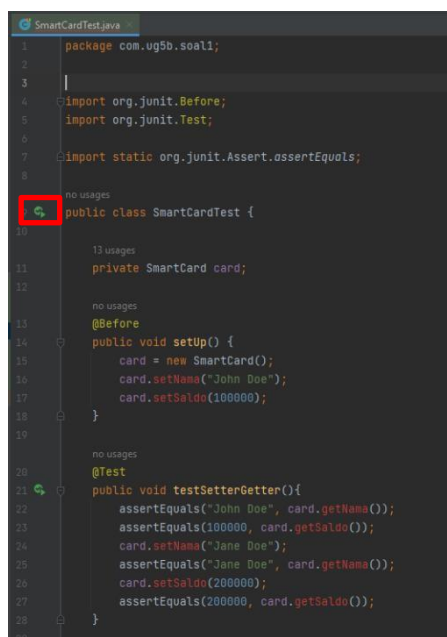 SmartCardTest.java
1 package com.ug5b.soal1;
2
3
4 import org.junit.Before;
5 import org.junit.Test;
6
7 import static org.junit.Assert.assertEquals;
8
no usages
9 public class SmartCardTest {
10
13 usages
11 private SmartCard card;
12
no usages
13 @Before
14 public void setUp() {
15 card = new SmartCard();
16 card.setNama("John Doe");
17 card.setSaldo(100000);
18 }
19
no usages
20 @Test
21 public void testSetterGetter(){
22 assertEquals("John Doe", card.getNama());
23 assertEquals(100000, card.getSaldo());
24 card.setNama("Jane Doe");
25 assertEquals("Jane Doe", card.getNama());
26 card.setSaldo(200000);
27 assertEquals(200000, card.getSaldo());
28 }